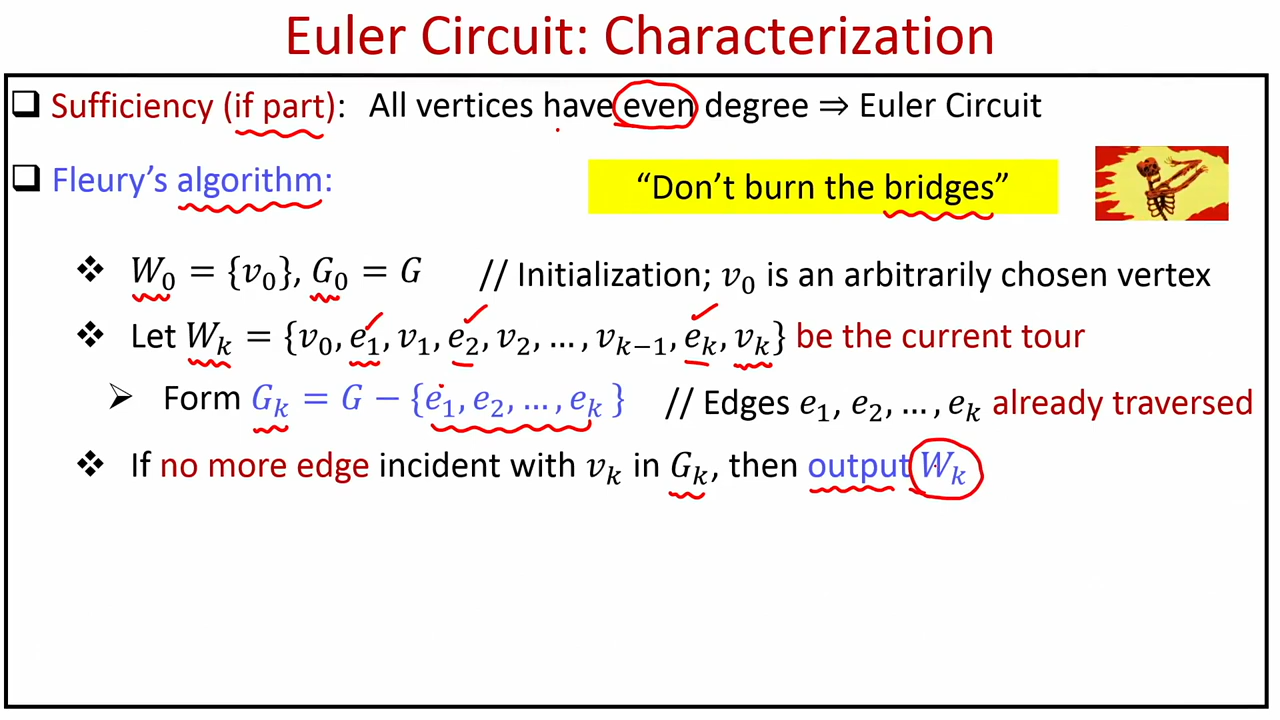 Euler Circuit: Characterization
❑ Sufficiency (if part): All vertices have even degree ⇒ Euler Circuit
❑ Fleury's algorithm: "Don't burn the bridges"
❖ W₀ = {v₀}, G₀ = G // Initialization; v₀ is an arbitrarily chosen vertex
❖ Let Wₖ = {v₀, e₁, v₁, e₂, v₂, …, vₖ₋₁, eₖ, vₖ} be the current tour
➢ Form Gₖ = G − {e₁, e₂, …, eₖ} // Edges e₁, e₂, …, eₖ already traversed
❖ If no more edge incident with vₖ in Gₖ, then output Wₖ